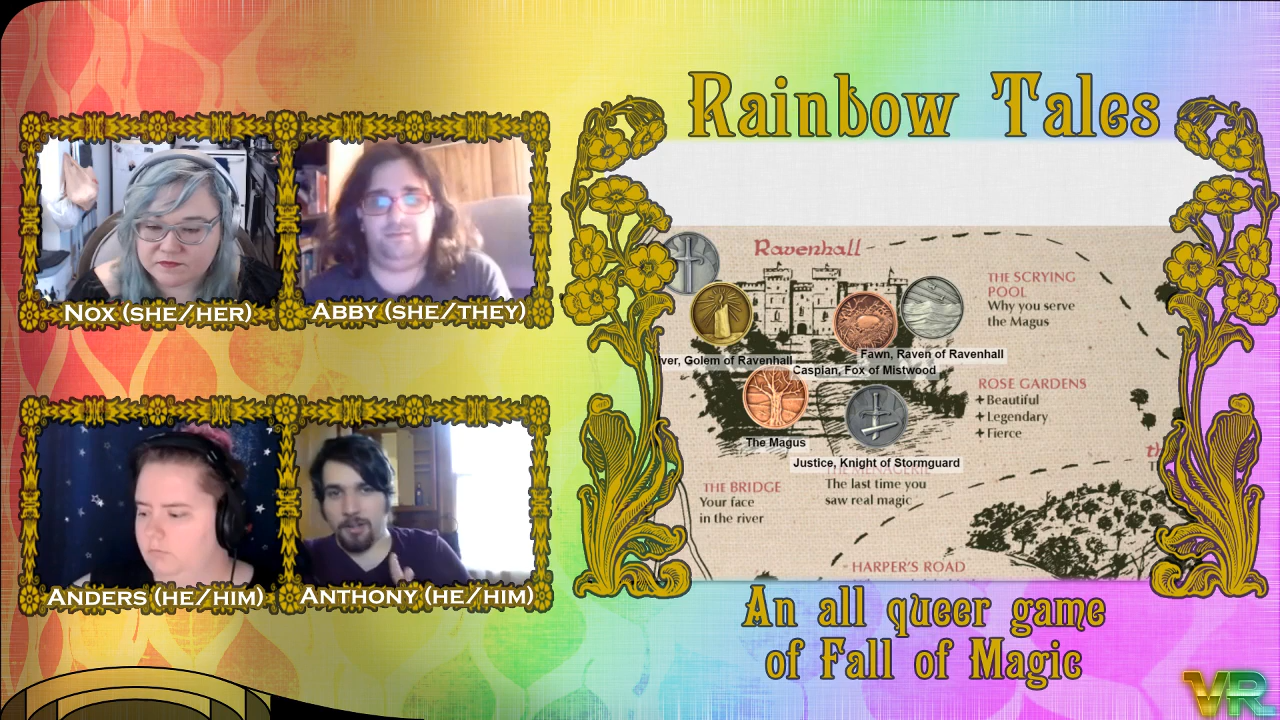 Rainbow Tales
NOX (SHE/HER)
ABBY (SHE/THEY)
ANDERS (HE/HIM)
ANTHONY (HE/HIM)
Ravenhall
THE SCRYING
POOL
Why you serve
the Magus
ver, Golem of Ravenhall
Fawn, Raven of Ravenhall
Caspian, Fox of Mistwood
ROSE GARDENS
Beautiful
Legendary
Fierce
The Magus
Justice, Knight of Stormguard
The last time you
saw real magic
THE BRIDGE
Your face
in the river
HARPER'S ROAD
An all queer game
of Fall of Magic
VR